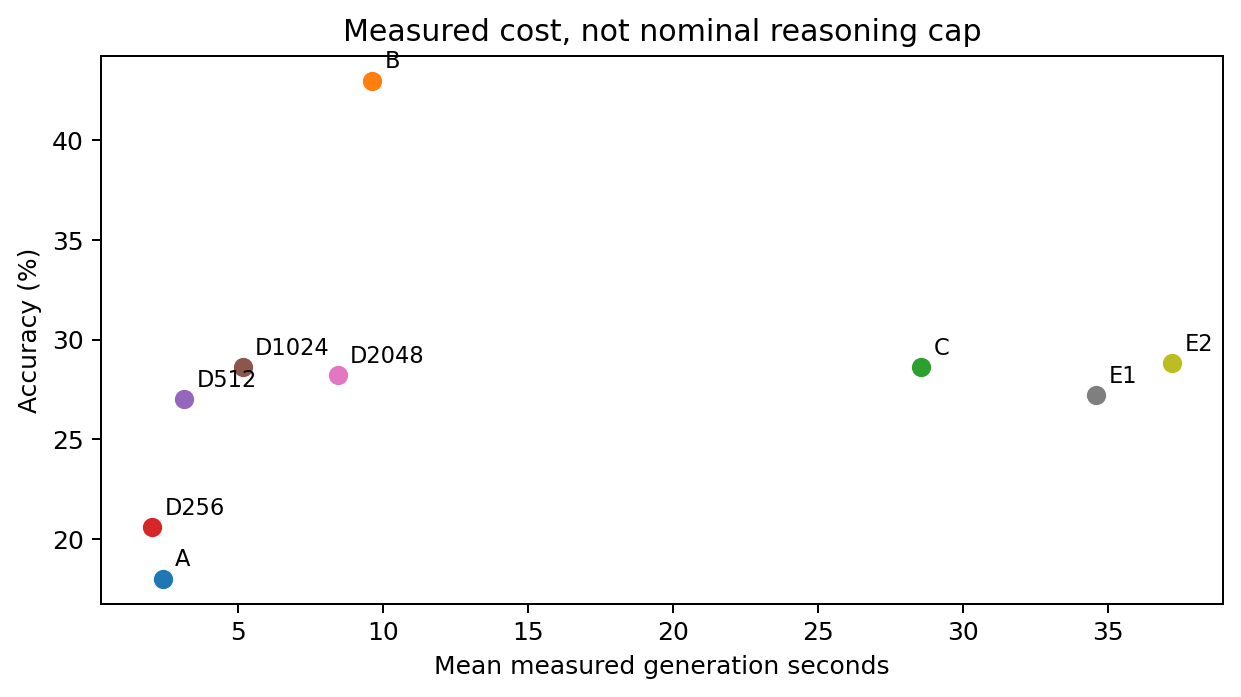 Measured cost, not nominal reasoning cap
B
40
35
Accuracy (%)
30
D1024
D2048
C
E2
D512
E1
25
D256
20
A
5
10
15
20
25
30
35
Mean measured generation seconds